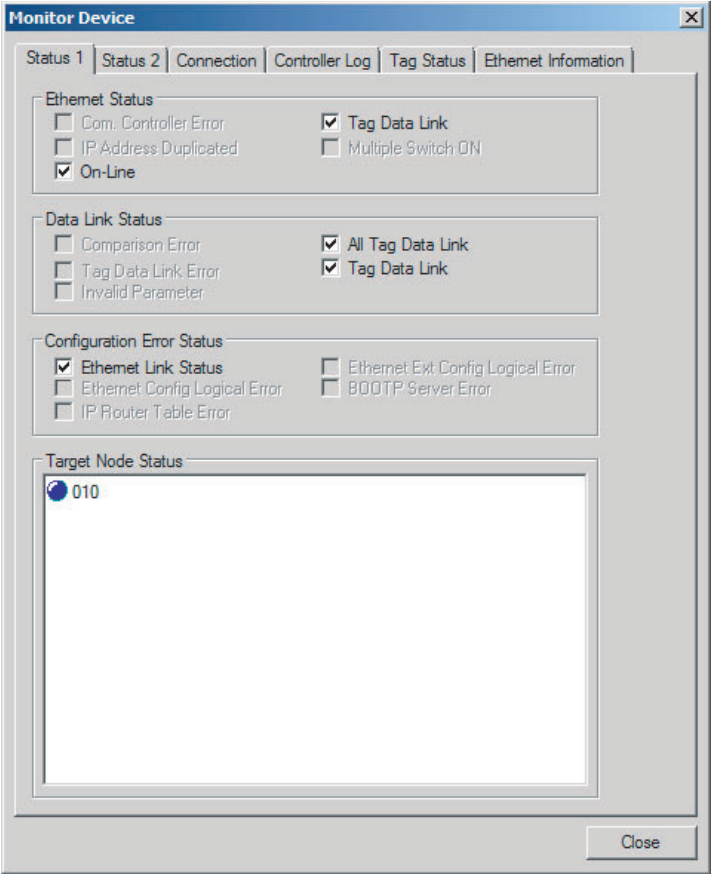 Monitor Device
Status 1 Status 2 Connection Controller Log Tag Status Ethernet Information
Ethernet Status
Com. Controller Error Tag Data Link
IP Address Duplicated Multiple Switch ON
On-Line
Data Link Status
Comparison Error All Tag Data Link
Tag Data Link Error Tag Data Link
Invalid Parameter
Configuration Error Status
Ethernet Link Status Ethernet Ext Config Logical Error
Ethernet Config Logical Error BOOTP Server Error
IP Router Table Error
Target Node Status
010
Close